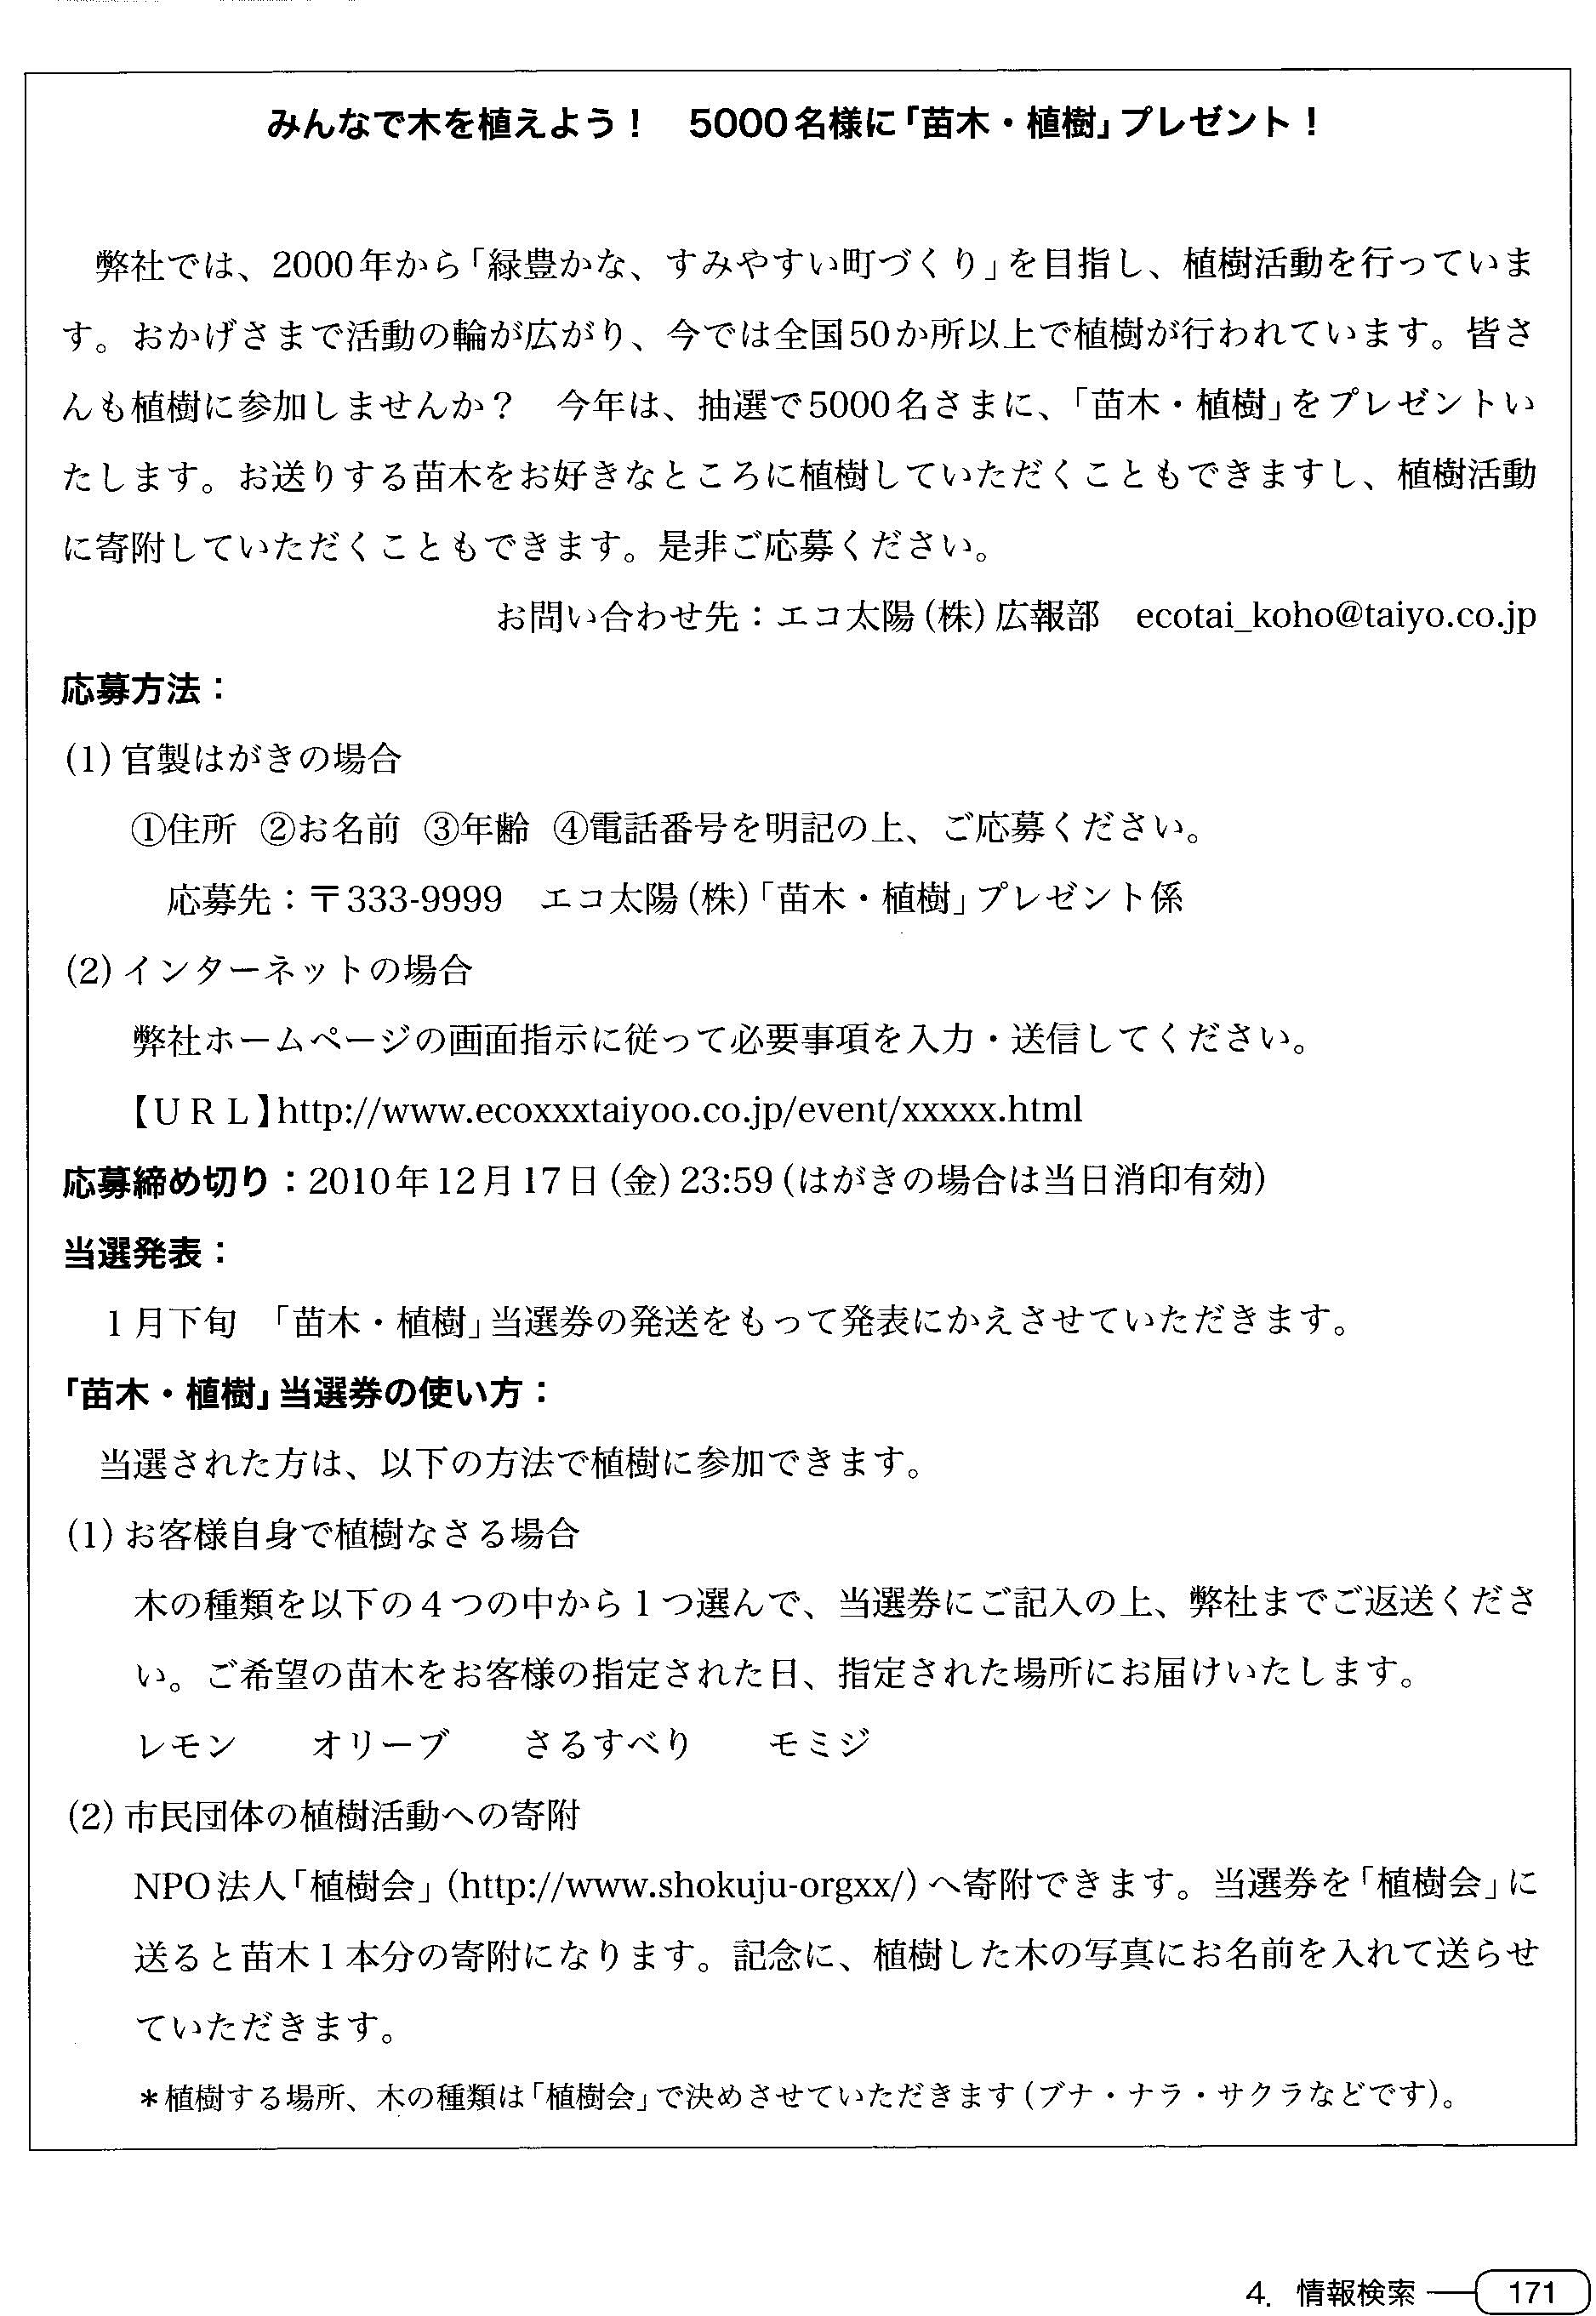 みんなで木を植えよう！　5000名様に「苗木・植樹」プレゼント！
弊社では、2000年から「緑豊かな、すみやすい町づくり」を目指し、植樹活動を行っていま
す。おかげさまで活動の輪が広がり、今では全国50か所以上で植樹が行われています。皆さ
んも植樹に参加しませんか？　今年は、抽選で5000名さまに、「苗木・植樹」をプレゼントい
たします。お送りする苗木をお好きなところに植樹していただくこともできますし、植樹活動
に寄附していただくこともできます。是非ご応募ください。
お問い合わせ先：エコ太陽（株）広報部　ecotai_koho@taiyo.co.jp
応募方法：
(1) 官製はがきの場合
①住所　②お名前　③年齢　④電話番号を明記の上、ご応募ください。
応募先：〒333-9999　エコ太陽（株）「苗木・植樹」プレゼント係
(2) インターネットの場合
弊社ホームページの画面指示に従って必要事項を入力・送信してください。
【ＵＲＬ】http://www.ecoxxxtaiyoo.co.jp/event/xxxxx.html
応募締め切り：2010年12月17日（金）23:59（はがきの場合は当日消印有効）
当選発表：
1月下旬　「苗木・植樹」当選券の発送をもって発表にかえさせていただきます。
「苗木・植樹」当選券の使い方：
当選された方は、以下の方法で植樹に参加できます。
(1) お客様自身で植樹なさる場合
木の種類を以下の4つの中から1つ選んで、当選券にご記入の上、弊社までご返送くださ
い。ご希望の苗木をお客様の指定された日、指定された場所にお届けいたします。
レモン　　オリーブ　　さるすべり　　モミジ
(2) 市民団体の植樹活動への寄附
NPO法人「植樹会」（http://www.shokuju-orgxx/）へ寄附できます。当選券を「植樹会」に
送ると苗木1本分の寄附になります。記念に、植樹した木の写真にお名前を入れて送らせ
ていただきます。
＊植樹する場所、木の種類は「植樹会」で決めさせていただきます（ブナ・ナラ・サクラなどです）。
4．情報検索　171